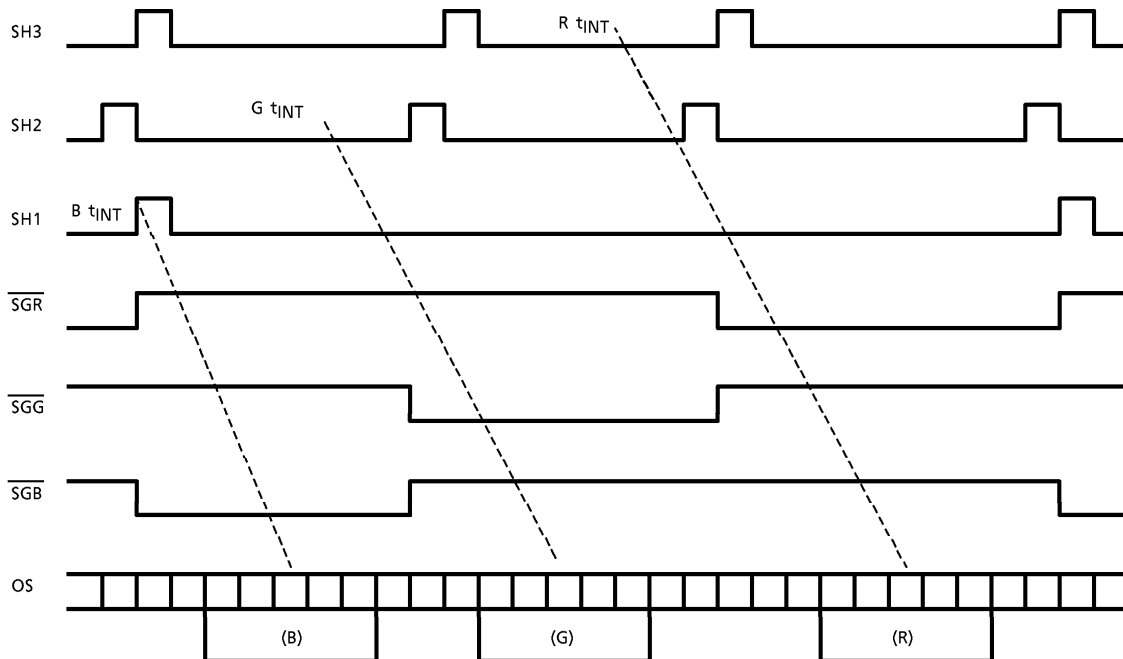 SH3
R tINT
SH2
G tINT
SH1
B tINT
SGR
SGG
SGB
OS
(B)
(G)
(R)